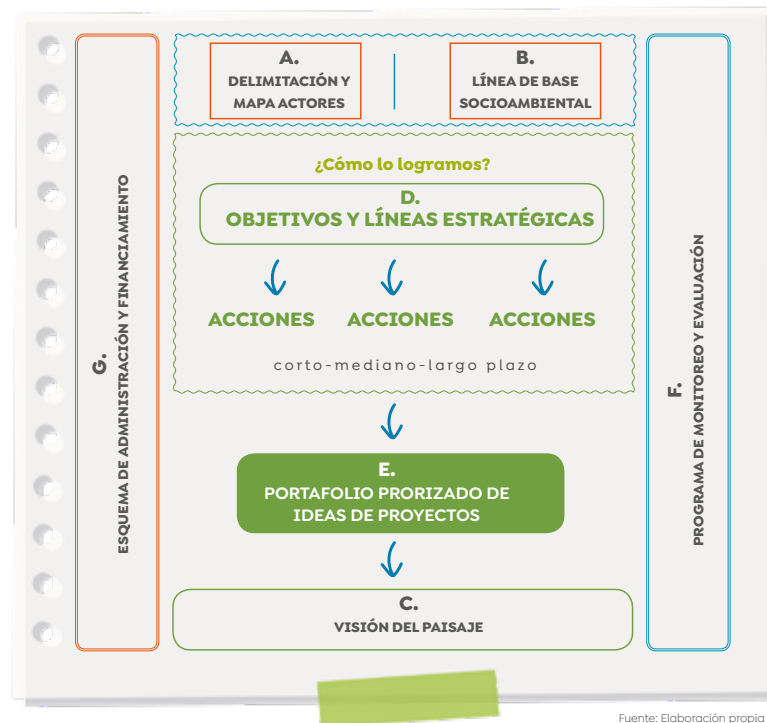 A.
DELIMITACIÓN Y
MAPA ACTORES
B.
LÍNEA DE BASE
SOCIOAMBIENTAL
¿Cómo lo logramos?
D.
OBJETIVOS Y LÍNEAS ESTRATÉGICAS
ACCIONES
ACCIONES
ACCIONES
corto-mediano-largo plazo
E.
PORTAFOLIO PRORIZADO DE
IDEAS DE PROYECTOS
C.
VISIÓN DEL PAISAJE
G.
ESQUEMA DE ADMINISTRACIÓN Y FINANCIAMIENTO
F.
PROGRAMA DE MONITOREO Y EVALUACIÓN
Fuente: Elaboración propia